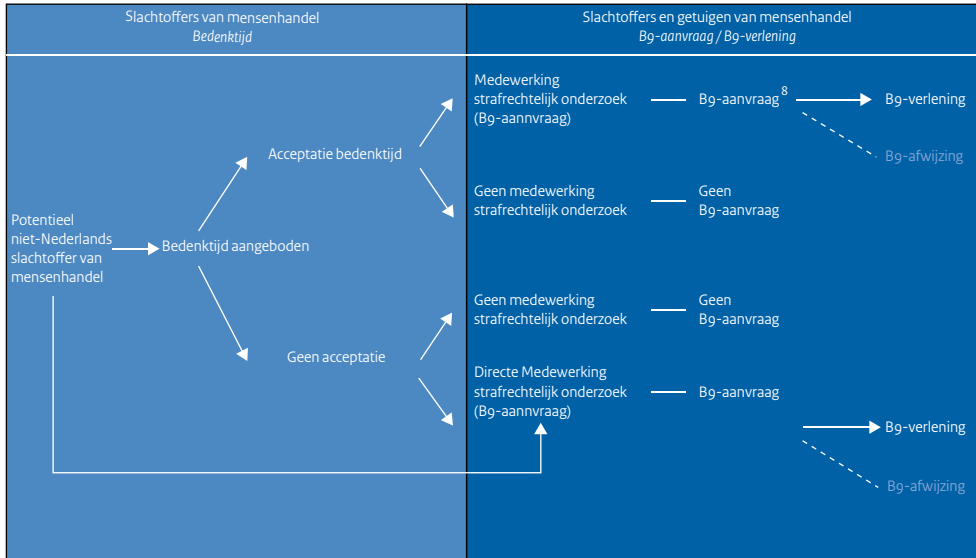 Slachtoffers van mensenhandel
Bedenktijd
Slachtoffers en getuigen van mensenhandel
B9-aanvraag / B9-verlening
Potentieel
niet-Nederlands
slachtoffer van
mensenhandel
Bedenktijd aangeboden
Acceptatie bedenktijd
Geen acceptatie
Medewerking
strafrechtelijk onderzoek
(B9-aannvraag)
B9-aanvraag 8
B9-verlening
B9-afwijzing
Geen medewerking
strafrechtelijk onderzoek
Geen
B9-aanvraag
Geen medewerking
strafrechtelijk onderzoek
Geen
B9-aanvraag
Directe Medewerking
strafrechtelijk onderzoek
(B9-aannvraag)
B9-aanvraag
B9-verlening
B9-afwijzing